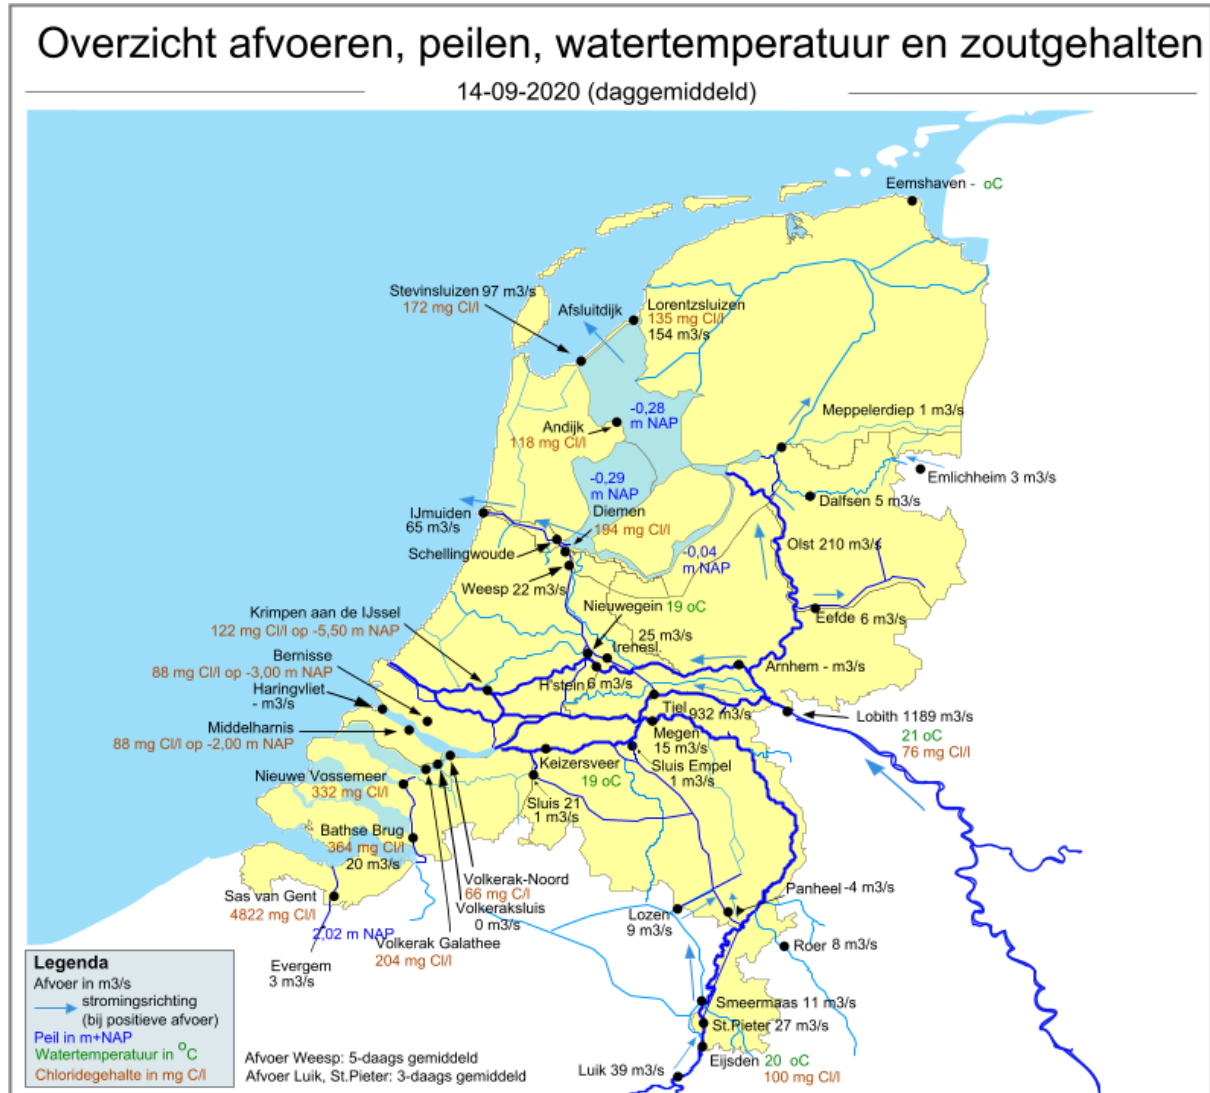 Overzicht afvoeren, peilen, watertemperatuur en zoutgehalten
14-09-2020 (daggemiddeld)
Eemshaven - oC
Stevinsluizen 97 m3/s
172 mg Cl/l
Afsluitdijk
Lorentzsluizen
135 mg Cl/l
154 m3/s
-0,28
m NAP
Andijk
118 mg Cl/l
Meppelerdiep 1 m3/s
Emlichheim 3 m3/s
Dalfsen 5 m3/s
-0,29
m NAP
Diemen
194 mg Cl/l
IJmuiden
65 m3/s
Schellingwoude
Weesp 22 m3/s
-0,04
m NAP
Olst 210 m3/s
Eefde 6 m3/s
Nieuwegein 19 oC
25 m3/s
Irenesl.
H'stein 6 m3/s
Arnhem - m3/s
Krimpen aan de IJssel
122 mg Cl/l op -5,50 m NAP
Bernisse
88 mg Cl/l op -3,00 m NAP
Haringvliet
- m3/s
Middelharnis
88 mg Cl/l op -2,00 m NAP
Tiel 932 m3/s
Megen
15 m3/s
Sluis Empel
1 m3/s
Lobith 1189 m3/s
21 oC
76 mg Cl/l
Keizersveer
19 oC
Nieuwe Vossemeer
332 mg Cl/l
Sluis 21
1 m3/s
Bathse Brug
364 mg Cl/l
20 m3/s
Volkerak-Noord
66 mg C/l
Volkeraksluis
0 m3/s
Volkerak Galathee
204 mg Cl/l
Sas van Gent
4822 mg Cl/l
2,02 m NAP
Evergem
3 m3/s
Panheel -4 m3/s
Lozen
9 m3/s
Roer 8 m3/s
Smeermaas 11 m3/s
St.Pieter 27 m3/s
Eijsden 20 oC
100 mg Cl/l
Luik 39 m3/s
Legenda
Afvoer in m3/s
stromingsrichting
(bij positieve afvoer)
Peil in m+NAP
Watertemperatuur in °C
Chloridegehalte in mg C/l
Afvoer Weesp: 5-daags gemiddeld
Afvoer Luik, St.Pieter: 3-daags gemiddeld